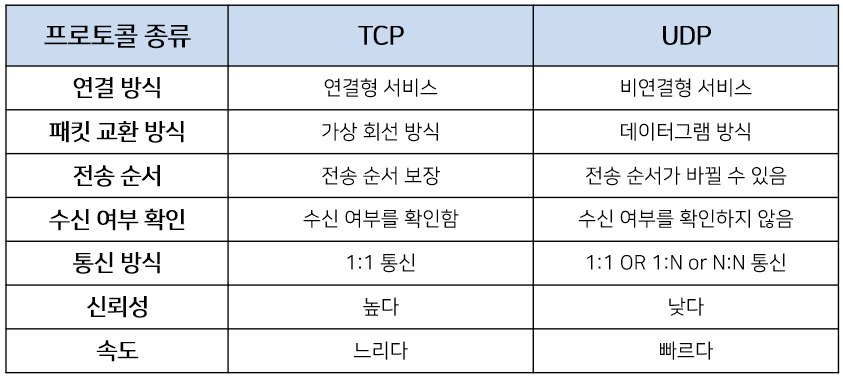 프로토콜 종류 TCP UDP
연결 방식 연결형 서비스 비연결형 서비스
패킷 교환 방식 가상 회선 방식 데이터그램 방식
전송 순서 전송 순서 보장 전송 순서가 바뀔 수 있음
수신 여부 확인 수신 여부를 확인함 수신 여부를 확인하지 않음
통신 방식 1:1 통신 1:1 OR 1:N or N:N 통신
신뢰성 높다 낮다
속도 느리다 빠르다